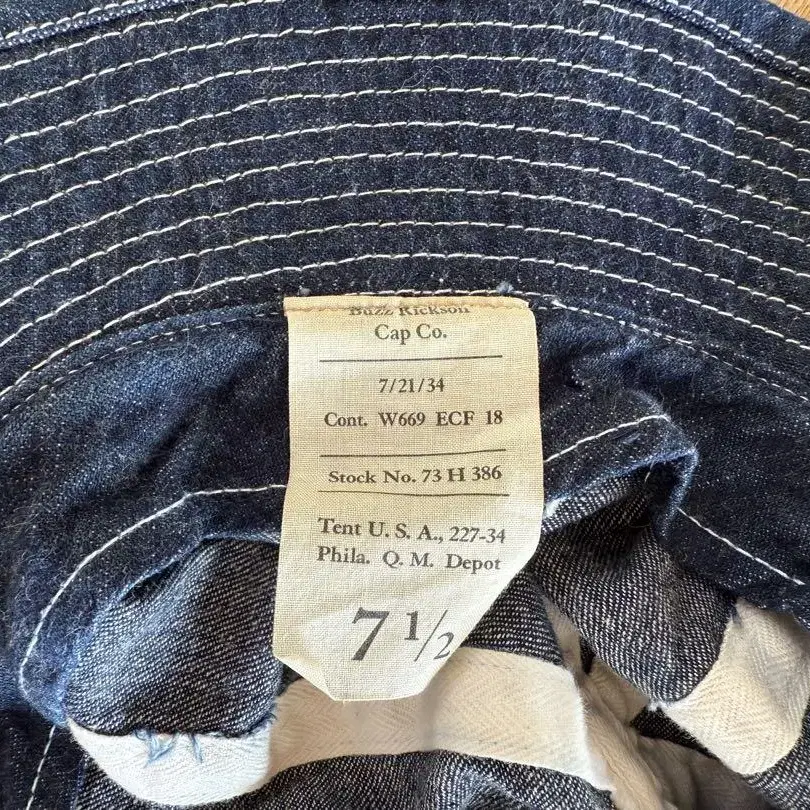 Buzz Rickson
Cap Co.
7/21/34
Cont. W669 ECF 18
Stock No. 73 H 386
Tent U. S. A., 227-34
Phila. Q. M. Depot
7 1/2